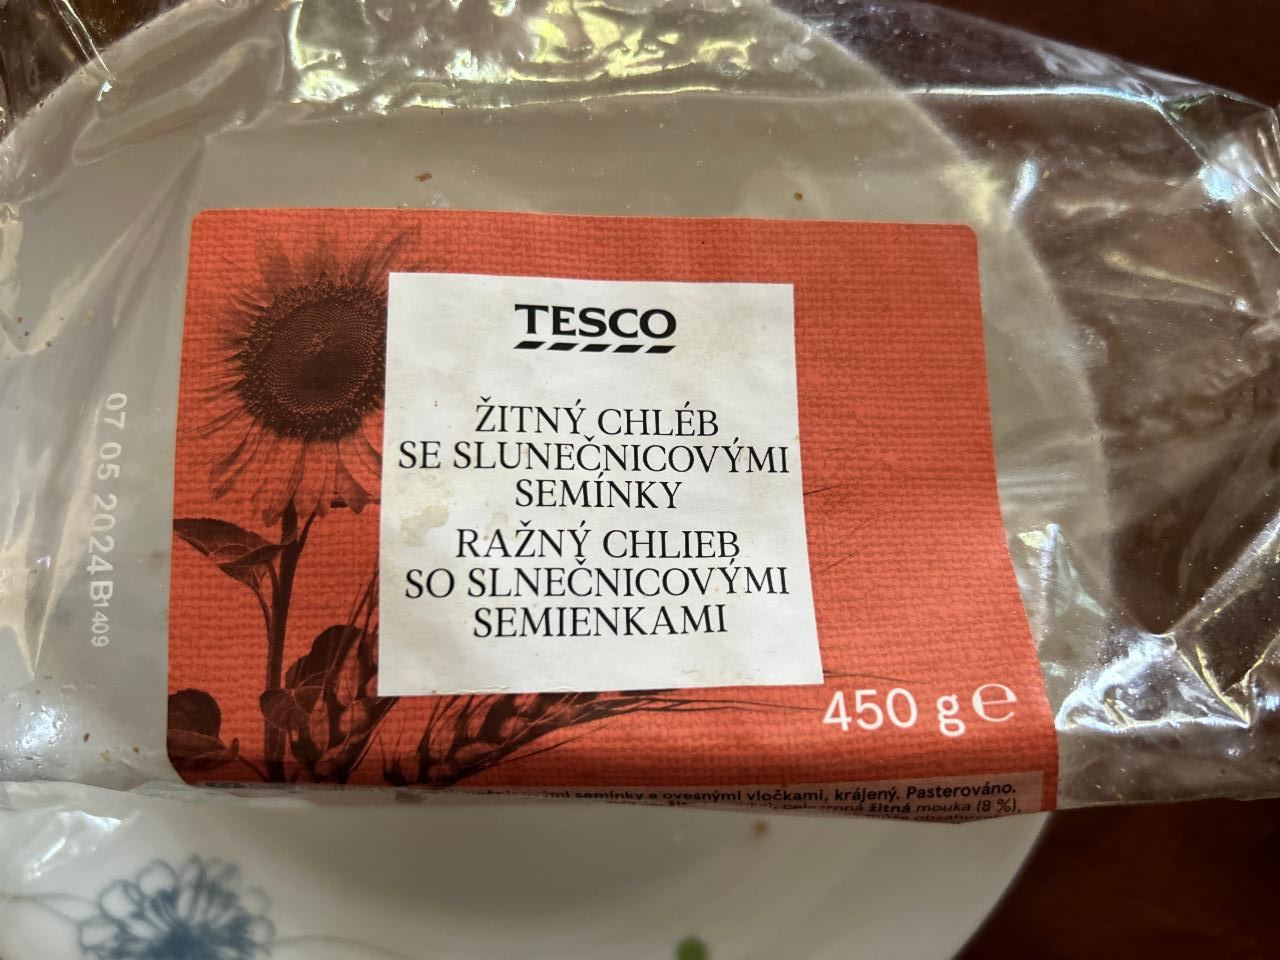 TESCO
ŽITNÝ CHLÉB
SE SLUNEČNICOVÝMI
SEMÍNKY
RAŽNÝ CHLIEB
SO SLNEČNICOVÝMI
SEMIENKAMI
450 g e
07 05 2024 B1409
semínky a ovesnými vločkami, krájený. Pasterováno.
celozrnná žitná mouka (8 %),